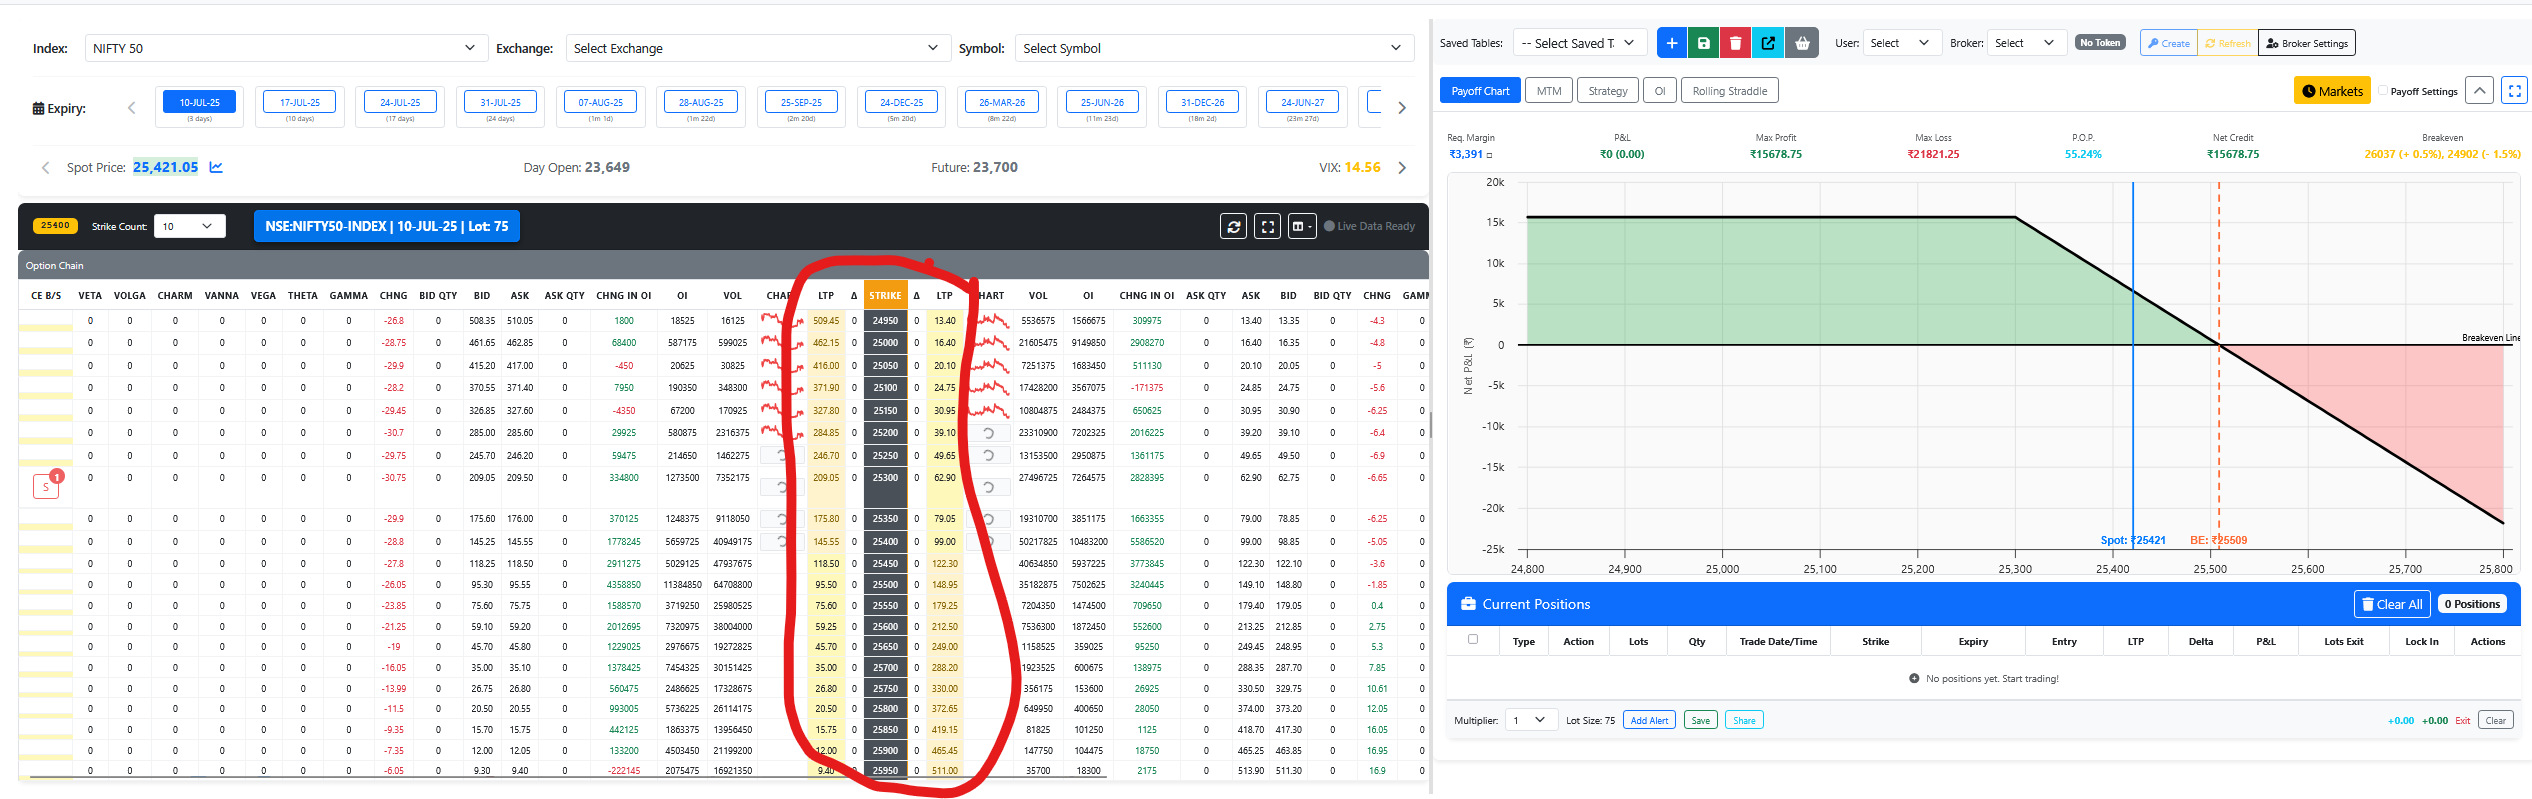 Index: NIFTY 50 Exchange: Select Exchange Symbol: Select Symbol
Expiry: 10-JUL-25 17-JUL-25 24-JUL-25 31-JUL-25 07-AUG-25 28-AUG-25 25-SEP-25 24-DEC-25 26-MAR-26 25-JUN-26 31-DEC-26 24-JUN-27
(3 days) (10 days) (17 days) (24 days) (1m 1d) (1m 22d) (2m 20d) (5m 20d) (8m 22d) (11m 23d) (18m 2d) (23m 27d)
Spot Price: 25,421.05 Day Open: 23,649 Future: 23,700 VIX: 14.56
25400 Strike Count: 10 NSE:NIFTY50-INDEX | 10-JUL-25 | Lot: 75 Live Data Ready
Option Chain
CE B/S VETA VOLGA CHARM VANNA VEGA THETA GAMMA CHNG BID QTY BID ASK ASK QTY CHNG IN OI OI VOL LTP Δ STRIKE Δ LTP VOL OI CHNG IN OI ASK QTY ASK BID BID QTY CHNG
0 0 0 0 0 0 0 -26.8 0 508.35 510.05 0 1800 18525 16125 509.45 0 24950 0 13.40 5536575 1566675 309975 0 13.40 13.35 0 -4.3 0
0 0 0 0 0 0 0 -28.75 0 461.65 462.85 0 68400 587175 599025 462.15 0 25000 0 16.40 21605475 9149850 2908270 0 16.40 16.35 0 -4.8 0
0 0 0 0 0 0 0 -29.9 0 415.20 417.00 0 -450 20625 30825 416.00 0 25050 0 20.10 7251375 1683450 511130 0 20.10 20.05 0 -5 0
0 0 0 0 0 0 0 -28.2 0 370.55 371.40 0 7950 190350 348300 371.90 0 25100 0 24.75 17428200 3567075 -171375 0 24.85 24.75 0 -5.6 0
0 0 0 0 0 0 0 -29.45 0 326.85 327.60 0 -4350 67200 170925 327.80 0 25150 0 30.95 10804875 2484375 650625 0 30.95 30.90 0 -6.25 0
0 0 0 0 0 0 0 -30.7 0 285.00 285.60 0 29925 580875 2316375 284.85 0 25200 0 39.10 23310900 7202325 2016225 0 39.20 39.10 0 -6.4 0
0 0 0 0 0 0 0 -29.75 0 245.70 246.20 0 59475 214650 1462275 246.70 0 25250 0 49.65 13153500 2950875 1361175 0 49.65 49.50 0 -6.9 0
S 1 0 0 0 0 0 0 0 -30.75 0 209.05 209.50 0 334800 1273500 7352175 209.05 0 25300 0 62.90 27496725 7264575 2828395 0 62.90 62.75 0 -6.65 0
0 0 0 0 0 0 0 -29.9 0 175.60 176.00 0 370125 1248375 9118050 175.80 0 25350 0 79.05 19310700 3851175 1663355 0 79.00 78.85 0 -6.25 0
0 0 0 0 0 0 0 -28.8 0 145.25 145.55 0 1778245 5659725 40949175 145.55 0 25400 0 99.00 50217825 10483200 5586520 0 99.00 98.85 0 -5.05 0
0 0 0 0 0 0 0 -27.8 0 118.25 118.50 0 2911275 5029125 47937675 118.50 0 25450 0 122.30 40634850 5937225 3773845 0 122.30 122.10 0 -3.6 0
0 0 0 0 0 0 0 -26.05 0 95.30 95.55 0 4358850 11384850 64708800 95.50 0 25500 0 148.95 35182875 7502625 3240445 0 149.10 148.80 0 -1.85 0
0 0 0 0 0 0 0 -23.85 0 75.60 75.75 0 1588570 3719250 25980525 75.60 0 25550 0 179.25 7204350 1474500 709650 0 179.40 179.05 0 0.4 0
0 0 0 0 0 0 0 -21.25 0 59.10 59.20 0 2012695 7320975 38004000 59.25 0 25600 0 212.50 7536300 1872450 552600 0 213.25 212.85 0 2.75 0
0 0 0 0 0 0 0 -19 0 45.70 45.80 0 1229025 2976675 19272825 45.70 0 25650 0 249.00 1158525 359025 95250 0 249.45 248.95 0 5.3 0
0 0 0 0 0 0 0 -16.05 0 35.00 35.10 0 1378425 7454325 30151425 35.00 0 25700 0 288.20 1923525 600675 138975 0 288.35 287.70 0 7.85 0
0 0 0 0 0 0 0 -13.99 0 26.75 26.80 0 560475 2486625 17328675 26.80 0 25750 0 330.00 356175 153600 26925 0 330.50 329.75 0 10.61 0
0 0 0 0 0 0 0 -11.5 0 20.50 20.55 0 993005 5736225 26114175 20.50 0 25800 0 372.65 649950 400650 28050 0 374.00 373.20 0 12.05 0
0 0 0 0 0 0 0 -9.35 0 15.70 15.75 0 442125 1863375 13956450 15.75 0 25850 0 419.15 81825 101250 1125 0 418.70 417.30 0 16.05 0
0 0 0 0 0 0 0 -7.35 0 12.00 12.05 0 133200 4503450 21199200 12.00 0 25900 0 465.45 147750 104475 18750 0 465.25 463.85 0 16.95 0
0 0 0 0 0 0 0 -6.05 0 9.30 9.40 0 -222145 2075475 16921350 9.40 0 25950 0 511.00 35700 18300 2175 0 513.90 511.30 0 16.9 0
Saved Tables: -- Select Saved T User: Select Broker: Select No Token Create Refresh Broker Settings
Payoff Chart MTM Strategy OI Rolling Straddle Markets Payoff Settings
Req. Margin P&L Max Profit Max Loss P.O.P. Net Credit Breakeven
₹3,391 ₹0 (0.00) ₹15678.75 ₹21821.25 55.24% ₹15678.75 26037 (+ 0.5%), 24902 (- 1.5%)
20k
15k
10k
5k
0
-5k
-10k
-15k
-20k
-25k
Net P&L (₹)
Breakeven Line
Spot: ₹25421 BE: ₹25509
24,800 24,900 25,000 25,100 25,200 25,300 25,400 25,500 25,600 25,700 25,800
Current Positions Clear All 0 Positions
Type Action Lots Qty Trade Date/Time Strike Expiry Entry LTP Delta P&L Lots Exit Lock In Actions
No positions yet. Start trading!
Multiplier: 1 Lot Size: 75 Add Alert Save Share +0.00 +0.00 Exit Clear